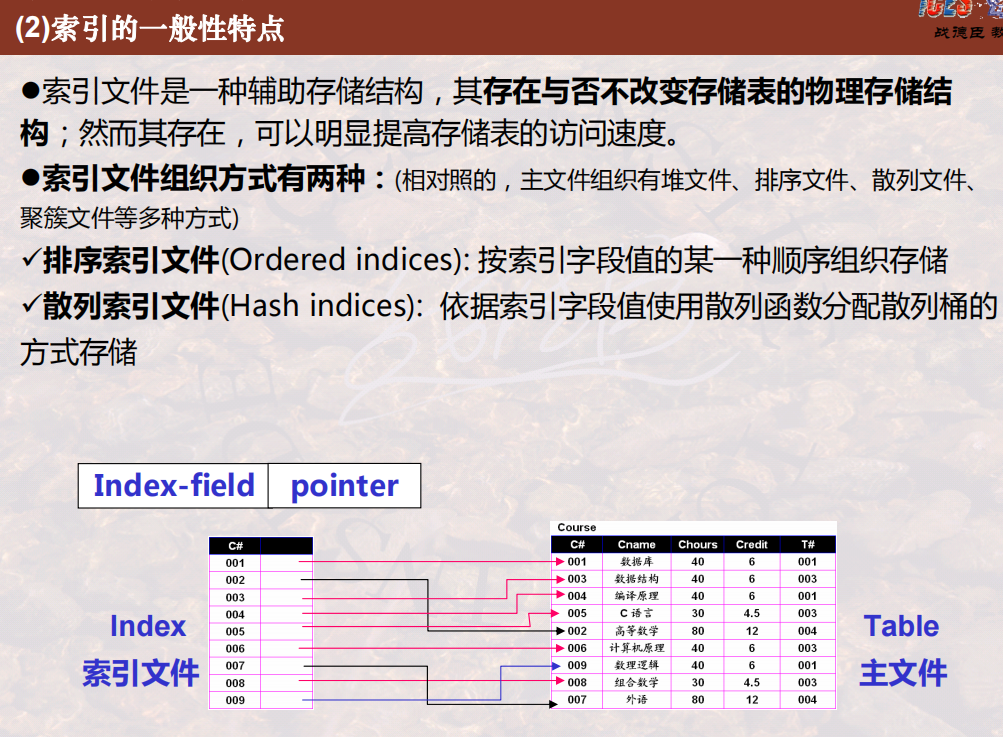 (2)索引的一般性特点
战德臣 教
●索引文件是一种辅助存储结构，其存在与否不改变存储表的物理存储结
构；然而其存在，可以明显提高存储表的访问速度。
●索引文件组织方式有两种：(相对照的，主文件组织有堆文件、排序文件、散列文件、
聚簇文件等多种方式)
✓排序索引文件(Ordered indices): 按索引字段值的某一种顺序组织存储
✓散列索引文件(Hash indices): 依据索引字段值使用散列函数分配散列桶的
方式存储
Index-field pointer
C#
001
002
003
004
005
006
007
008
009
Index
索引文件
Course
C# Cname Chours Credit T#
001 数据库 40 6 001
003 数据结构 40 6 003
004 编译原理 40 6 001
005 C 语言 30 4.5 003
002 高等数学 80 12 004
006 计算机原理 40 6 003
009 数理逻辑 40 6 001
008 组合数学 30 4.5 003
007 外语 80 12 004
Table
主文件